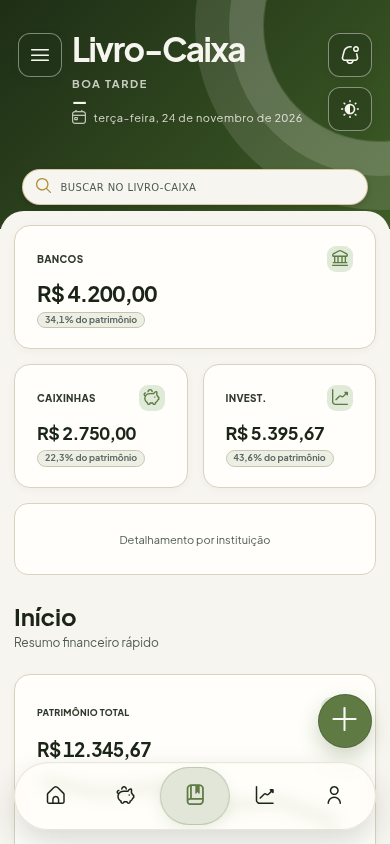 Livro-Caixa
BOA TARDE
terça-feira, 24 de novembro de 2026
BUSCAR NO LIVRO-CAIXA
BANCOS
R$ 4.200,00
34,1% do patrimônio
CAIXINHAS
R$ 2.750,00
22,3% do patrimônio
INVEST.
R$ 5.395,67
43,6% do patrimônio
Detalhamento por instituição
Início
Resumo financeiro rápido
PATRIMÔNIO TOTAL
R$ 12.345,67